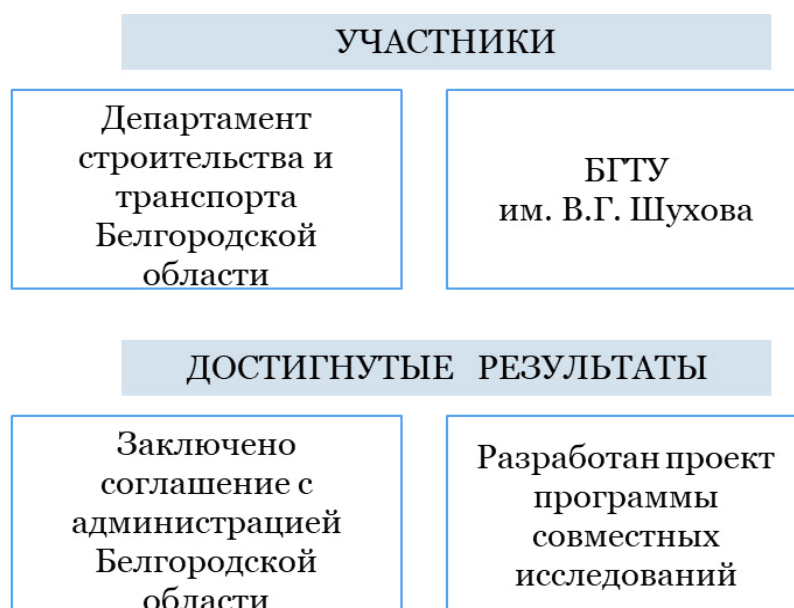 УЧАСТНИКИ
Департамент
строительства и
транспорта
Белгородской
области
БГТУ
им. В.Г. Шухова
ДОСТИГНУТЫЕ РЕЗУЛЬТАТЫ
Заключено
соглашение с
администрацией
Белгородской
области
Разработан проект
программы
совместных
исследований